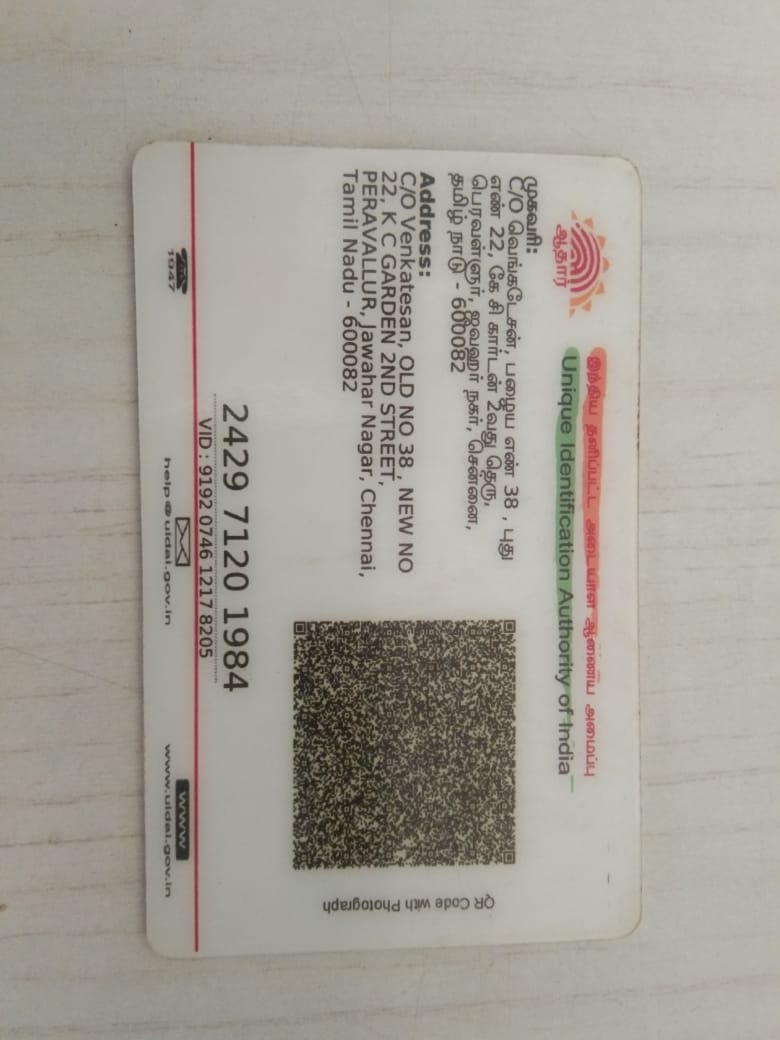 ஆதார்
இந்திய தனிப்பட்ட அடையாள ஆணைய அமைப்பு
Unique Identification Authority of India
முகவரி:
C/O வெங்கடேசன், பழைய எண் 38 , புது
எண் 22, கே சி கார்டன் 2வது தெரு,
பெரவள்ளூர், ஜவஹர் நகர், சென்னை,
தமிழ் நாடு - 600082
Address:
C/O Venkatesan, OLD NO 38 , NEW NO
22, K C GARDEN 2ND STREET,
PERAVALLUR, Jawahar Nagar, Chennai,
Tamil Nadu - 600082
QR Code with Photograph
2429 7120 1984
VID : 9192 0746 1217 8205
1947
help@uidai.gov.in
www
www.uidai.gov.in